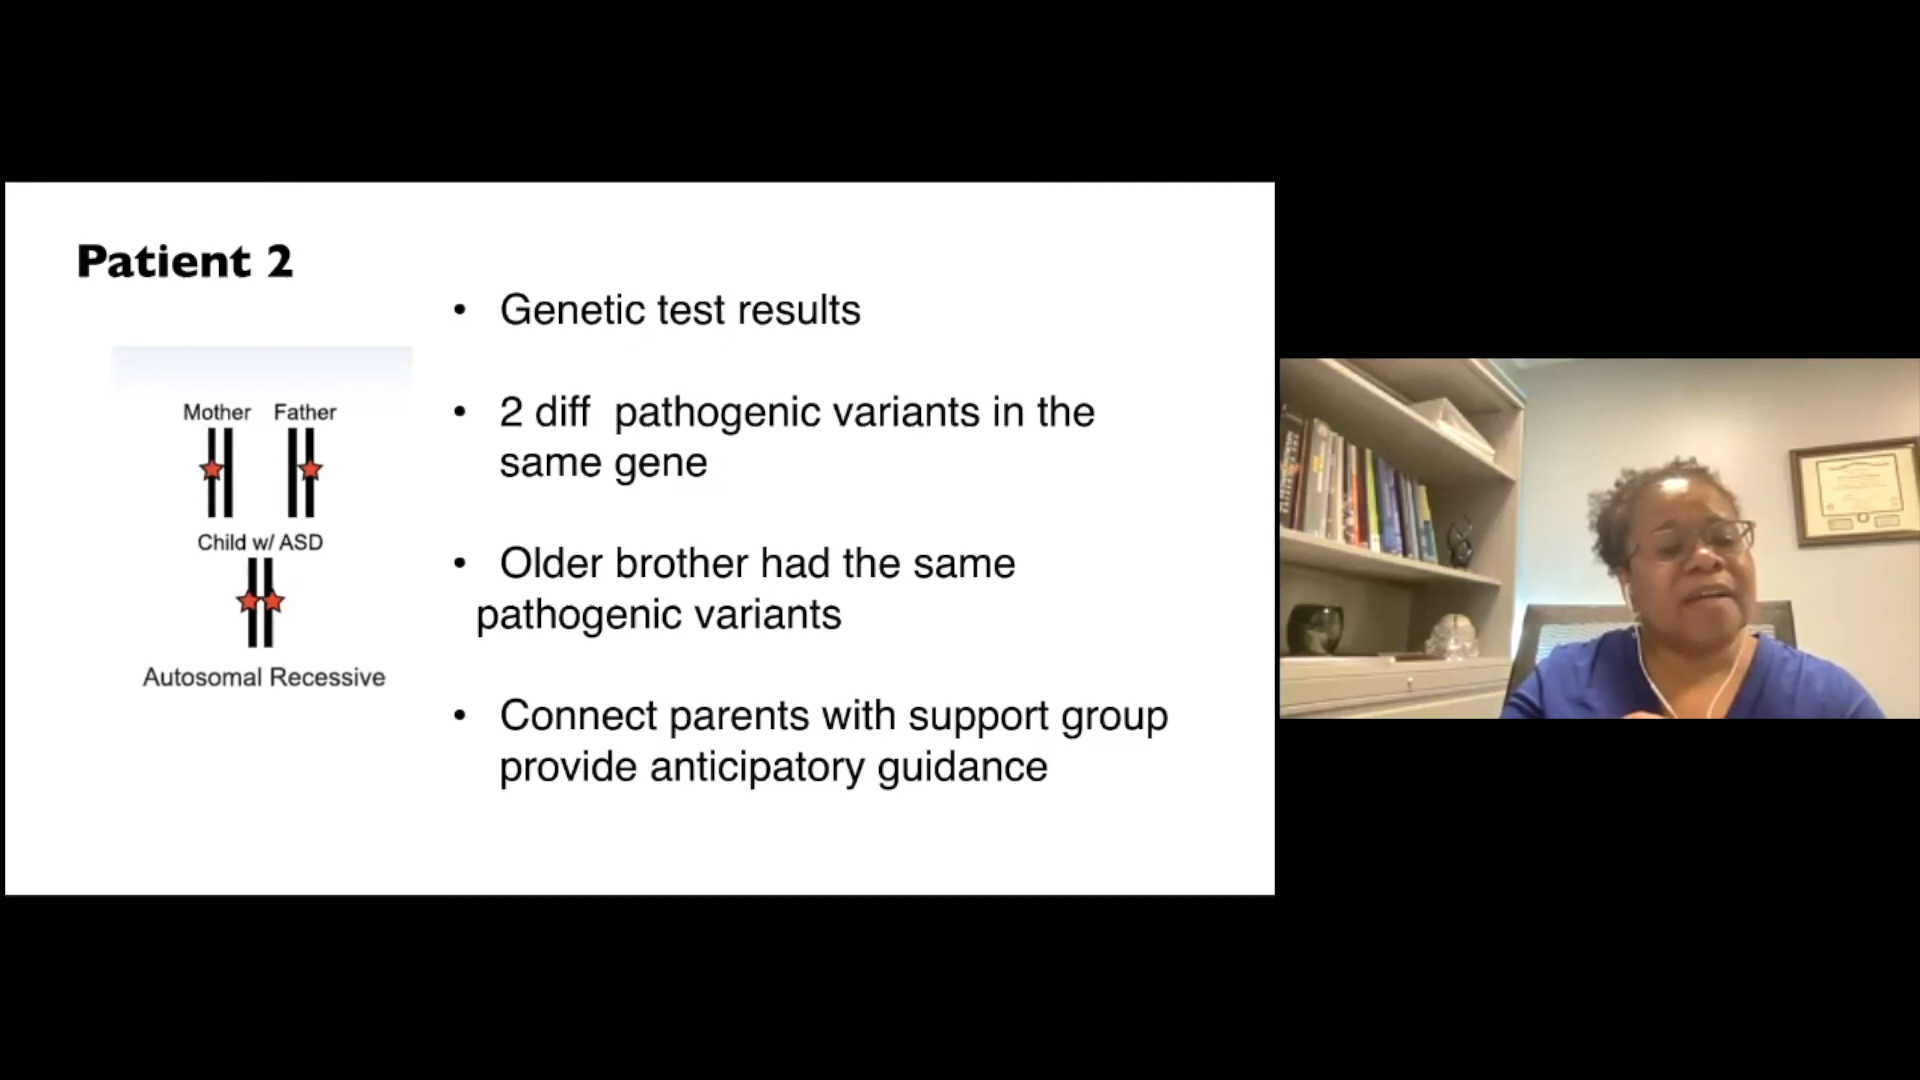 Patient 2
Mother Father
Child w/ ASD
Autosomal Recessive
• Genetic test results
• 2 diff pathogenic variants in the
same gene
• Older brother had the same
pathogenic variants
• Connect parents with support group
provide anticipatory guidance